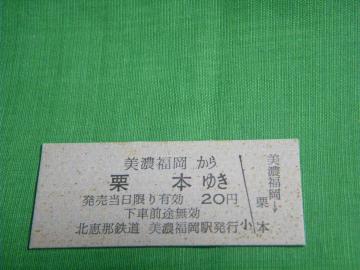 美濃福岡から
栗本ゆき
発売当日限り有効 20円
下車前途無効
北恵那鉄道 美濃福岡駅発行
小
美濃福岡→
栗本